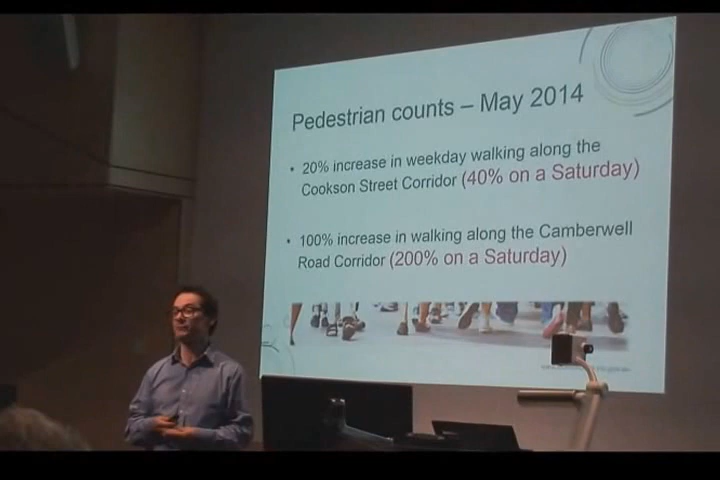 Pedestrian counts – May 2014
• 20% increase in weekday walking along the
Cookson Street Corridor (40% on a Saturday)
• 100% increase in walking along the Camberwell
Road Corridor (200% on a Saturday)